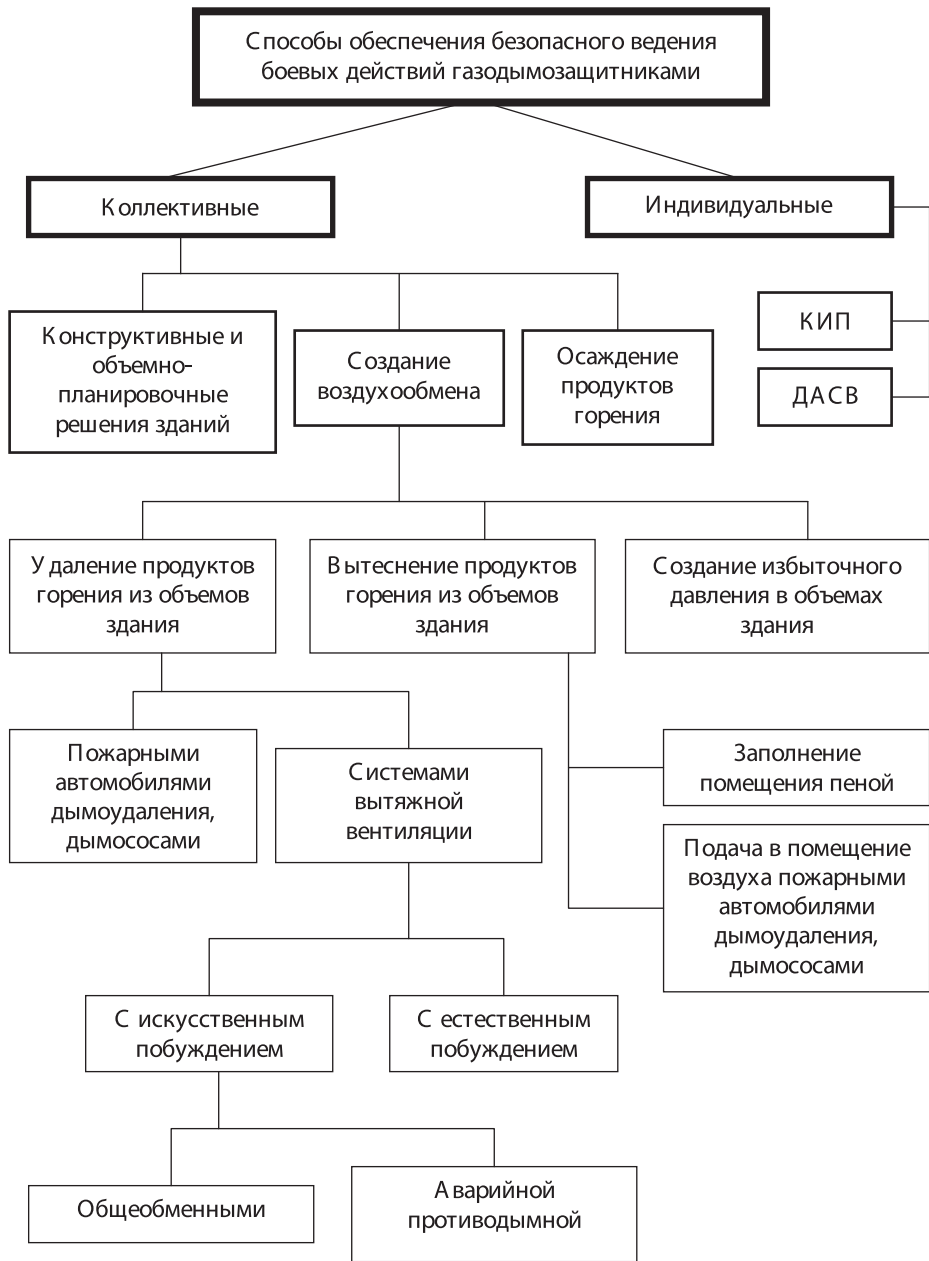 Способы обеспечения безопасного ведения
боевых действий газодымозащитниками
Коллективные
Индивидуальные
КИП
ДАСВ
Конструктивные и
объемно-
планировочные
решения зданий
Создание
воздухообмена
Осаждение
продуктов
горения
Удаление продуктов
горения из объемов
здания
Вытеснение продуктов
горения из объемов
здания
Создание избыточного
давления в объемах
здания
Пожарными
автомобилями
дымоудаления,
дымососами
Системами
вытяжной
вентиляции
Заполнение
помещения пеной
Подача в помещение
воздуха пожарными
автомобилями
дымоудаления,
дымососами
С искусственным
побуждением
С естественным
побуждением
Общеобменными
Аварийной
противодымной